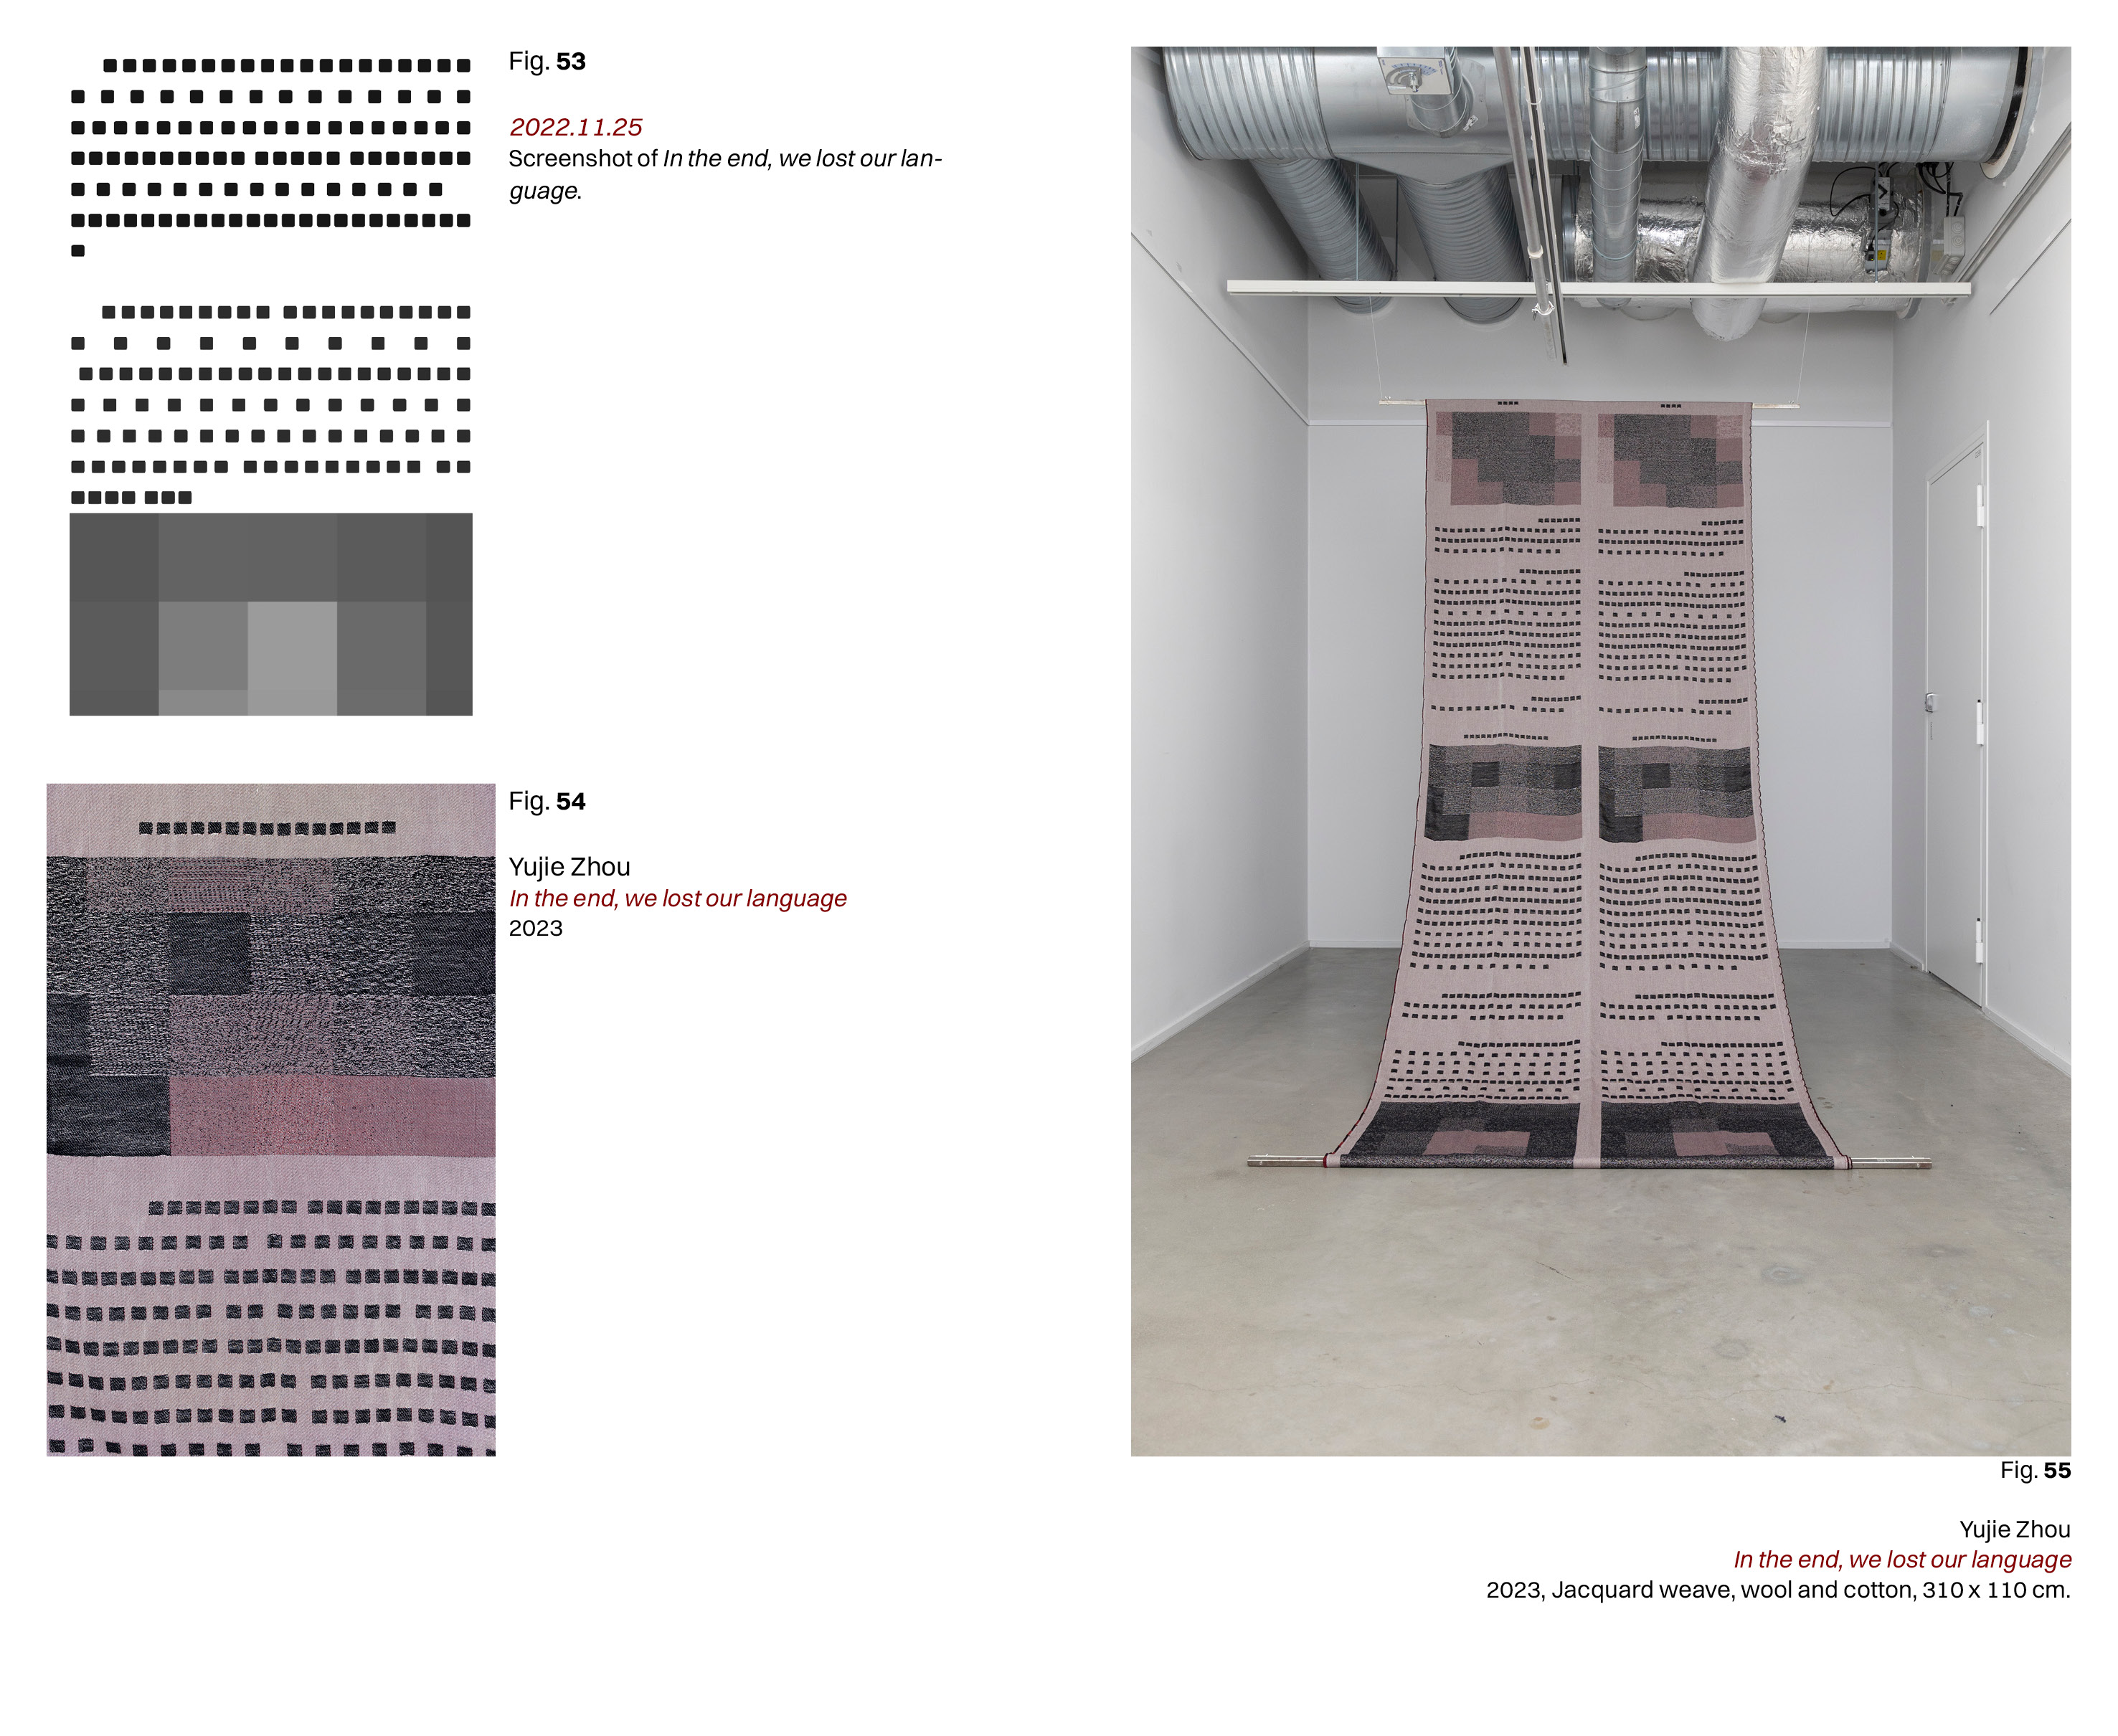 Fig. 53
2022.11.25
Screenshot of In the end, we lost our lan-
guage.
Fig. 54
Yujie Zhou
In the end, we lost our language
2023
Fig. 55
Yujie Zhou
In the end, we lost our language
2023, Jacquard weave, wool and cotton, 310 x 110 cm.